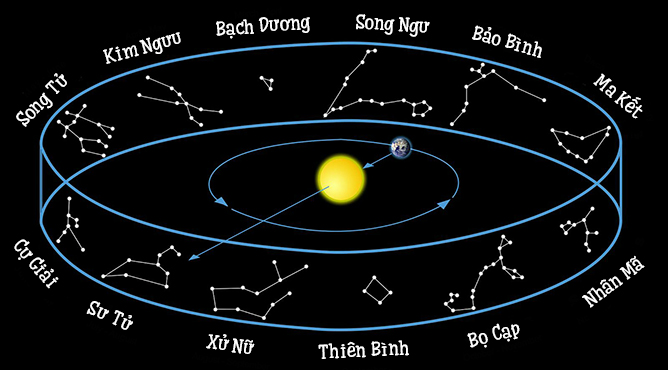 Song Tử
Kim Ngưu
Bạch Dương
Song Ngư
Bảo Bình
Ma Kết
Cự Giải
Sư Tử
Xử Nữ
Thiên Bình
Bọ Cạp
Nhân Mã